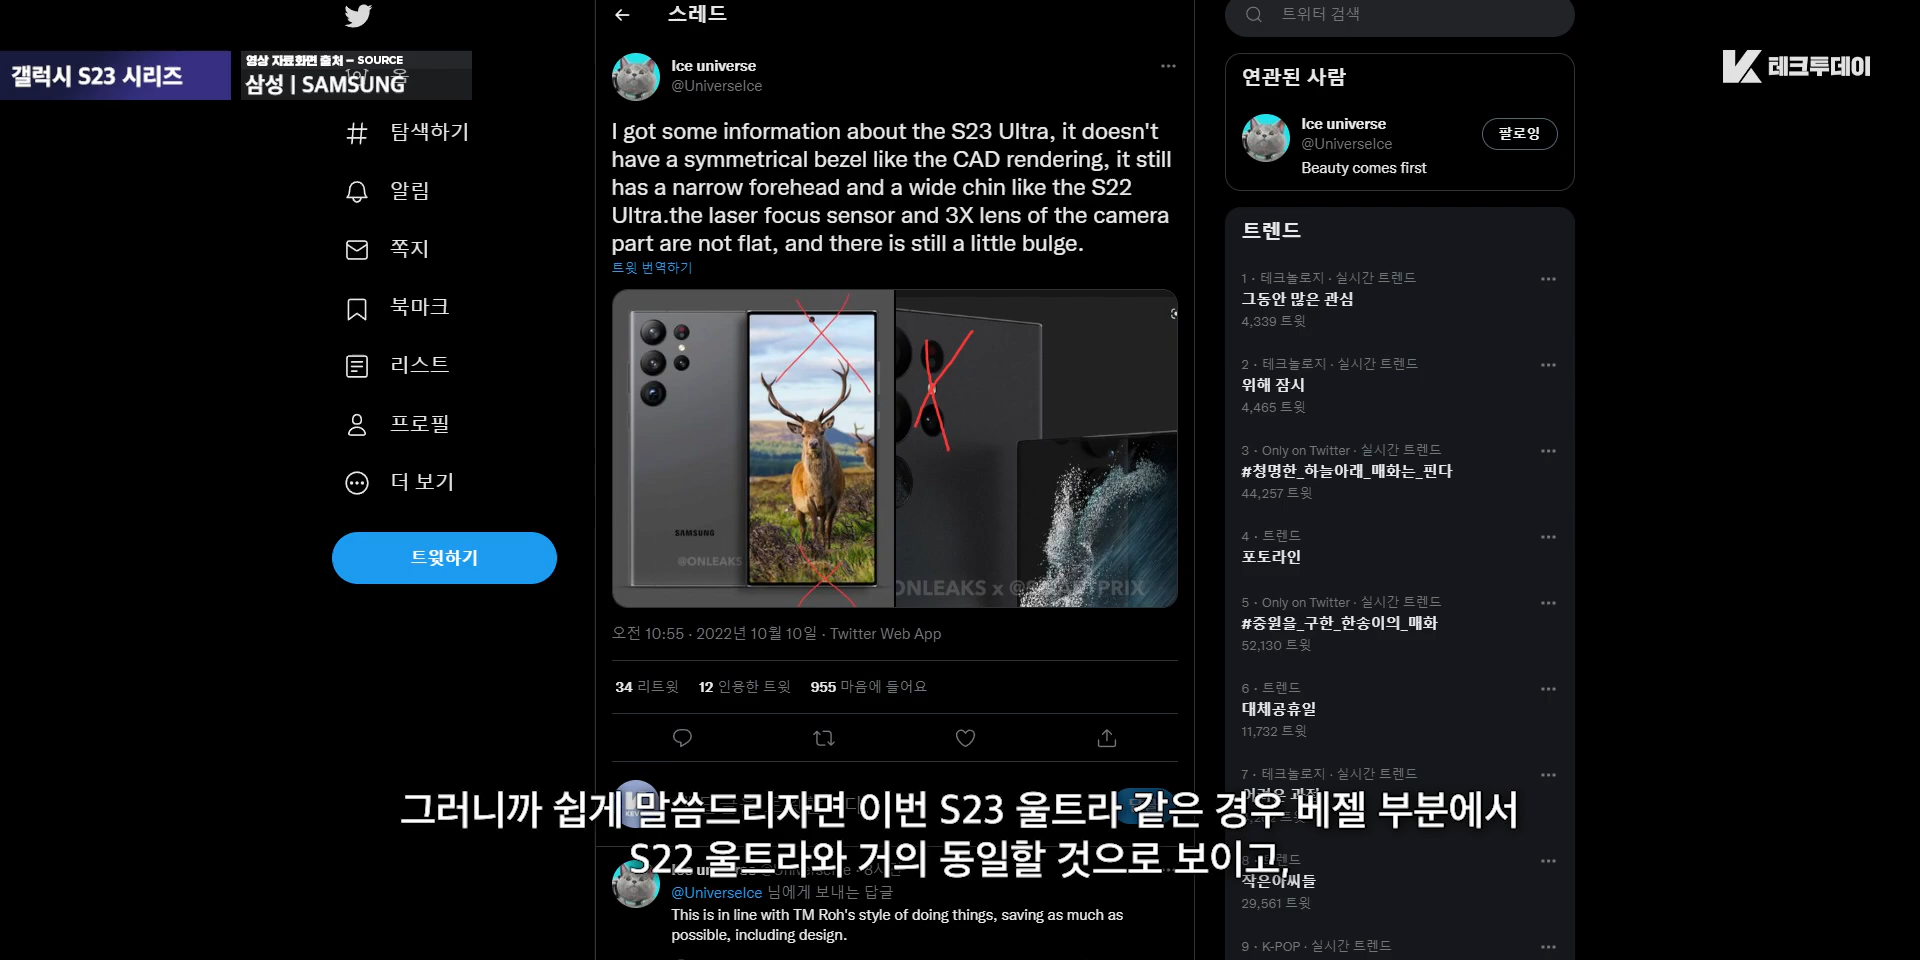 갤럭시 S23 시리즈
영상 자료화면 출처 – SOURCE
삼성 | SAMSUNG
탐색하기
알림
쪽지
북마크
리스트
프로필
더 보기
트윗하기
스레드
Ice universe
@UniverseIce
I got some information about the S23 Ultra, it doesn't
have a symmetrical bezel like the CAD rendering, it still
has a narrow forehead and a wide chin like the S22
Ultra.the laser focus sensor and 3X lens of the camera
part are not flat, and there is still a little bulge.
트윗 번역하기
SAMSUNG
@ONLEAKS
ONLEAKS x
오전 10:55 · 2022년 10월 10일 · Twitter Web App
34 리트윗 12 인용한 트윗 955 마음에 들어요
그러니까 쉽게 말씀드리자면 이번 S23 울트라 같은 경우 베젤 부분에서
S22 울트라와 거의 동일할 것으로 보이고,
@UniverseIce 님에게 보내는 답글
This is in line with TM Roh's style of doing things, saving as much as
possible, including design.
트위터 검색
테크투데이
연관된 사람
Ice universe
@UniverseIce
팔로잉
Beauty comes first
트렌드
1 · 테크놀로지 · 실시간 트렌드
그동안 많은 관심
4,339 트윗
2 · 테크놀로지 · 실시간 트렌드
위해 잠시
4,465 트윗
3 · Only on Twitter · 실시간 트렌드
#청명한_하늘아래_매화는_핀다
44,257 트윗
4 · 트렌드
포토라인
5 · Only on Twitter · 실시간 트렌드
#중원을_구한_한송이의_매화
52,130 트윗
6 · 트렌드
대체공휴일
11,732 트윗
7 · 테크놀로지 · 실시간 트렌드
8 · 트렌드
작은아씨들
29,561 트윗
9 · K-POP · 실시간 트렌드